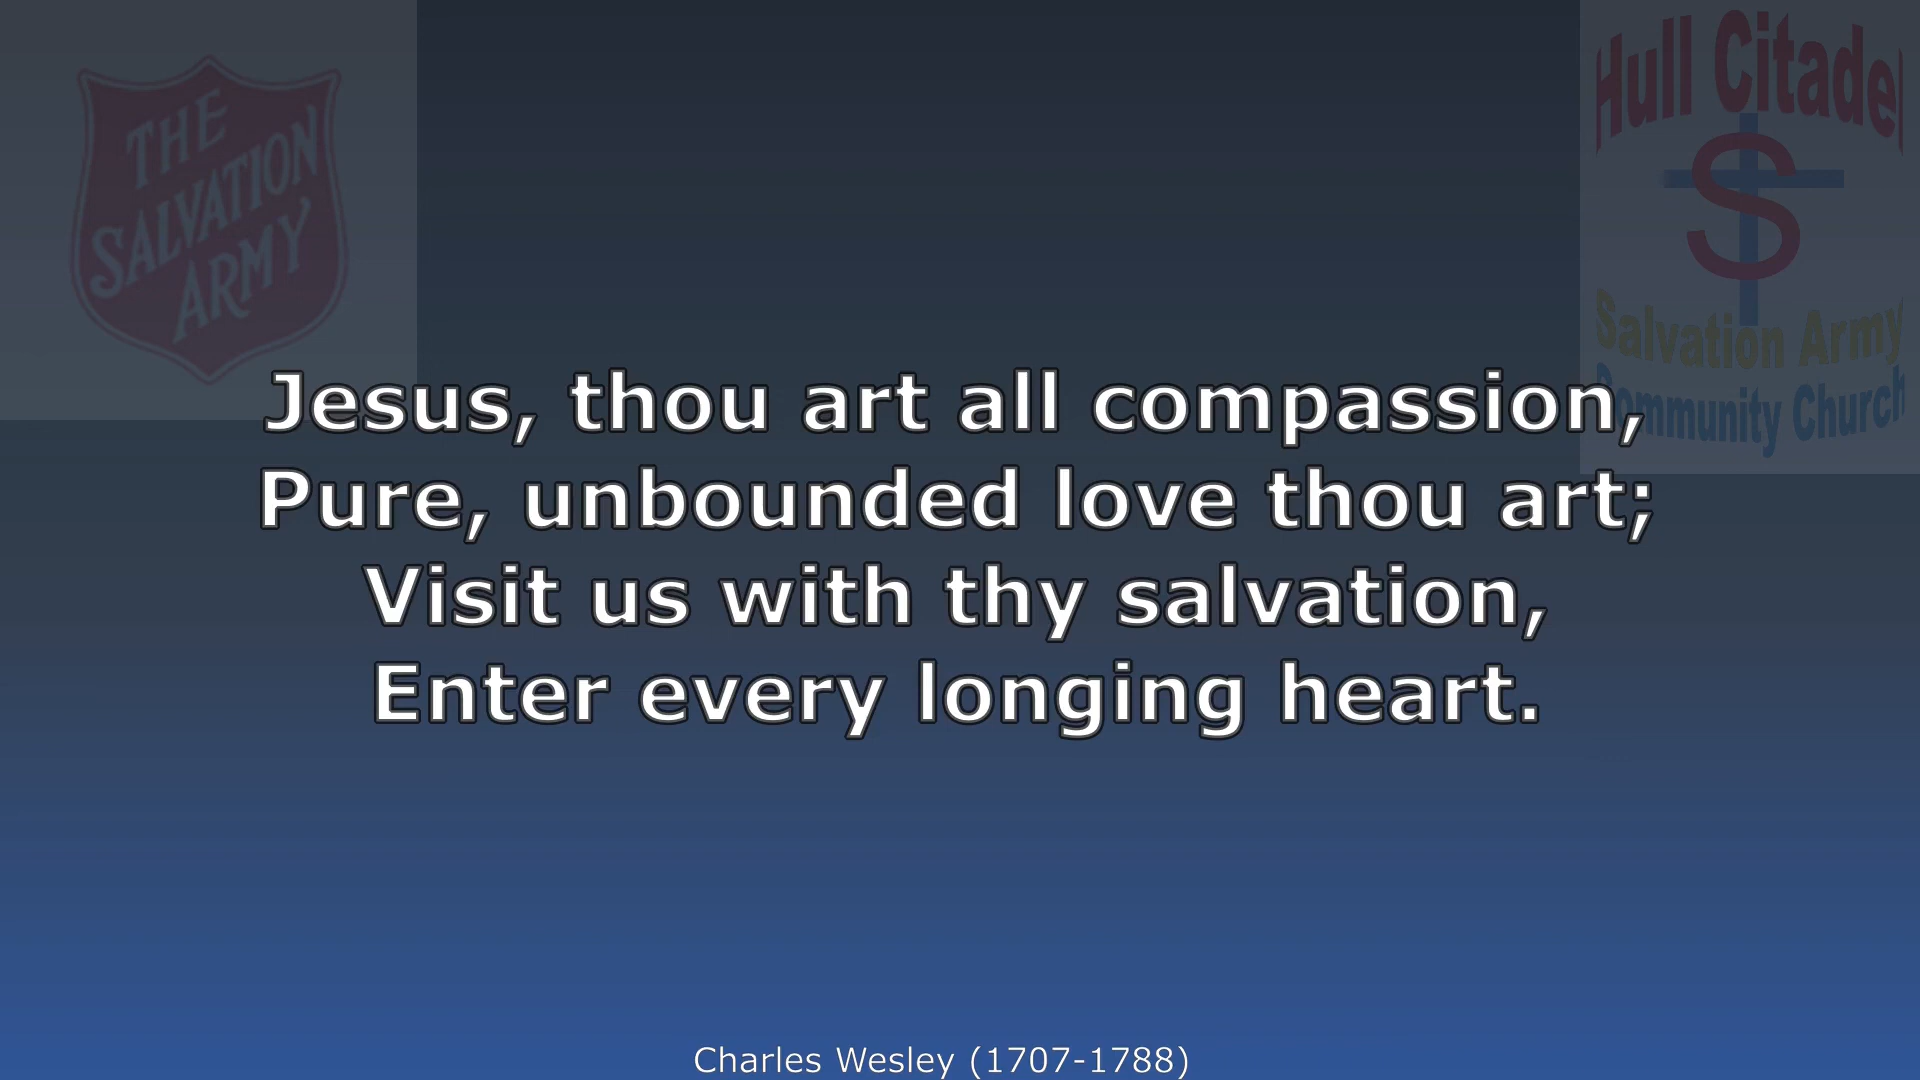 THE
SALVATION
ARMY
Hull Citadel
S
Salvation Army
Community Church
Jesus, thou art all compassion,
Pure, unbounded love thou art;
Visit us with thy salvation,
Enter every longing heart.
Charles Wesley (1707-1788)